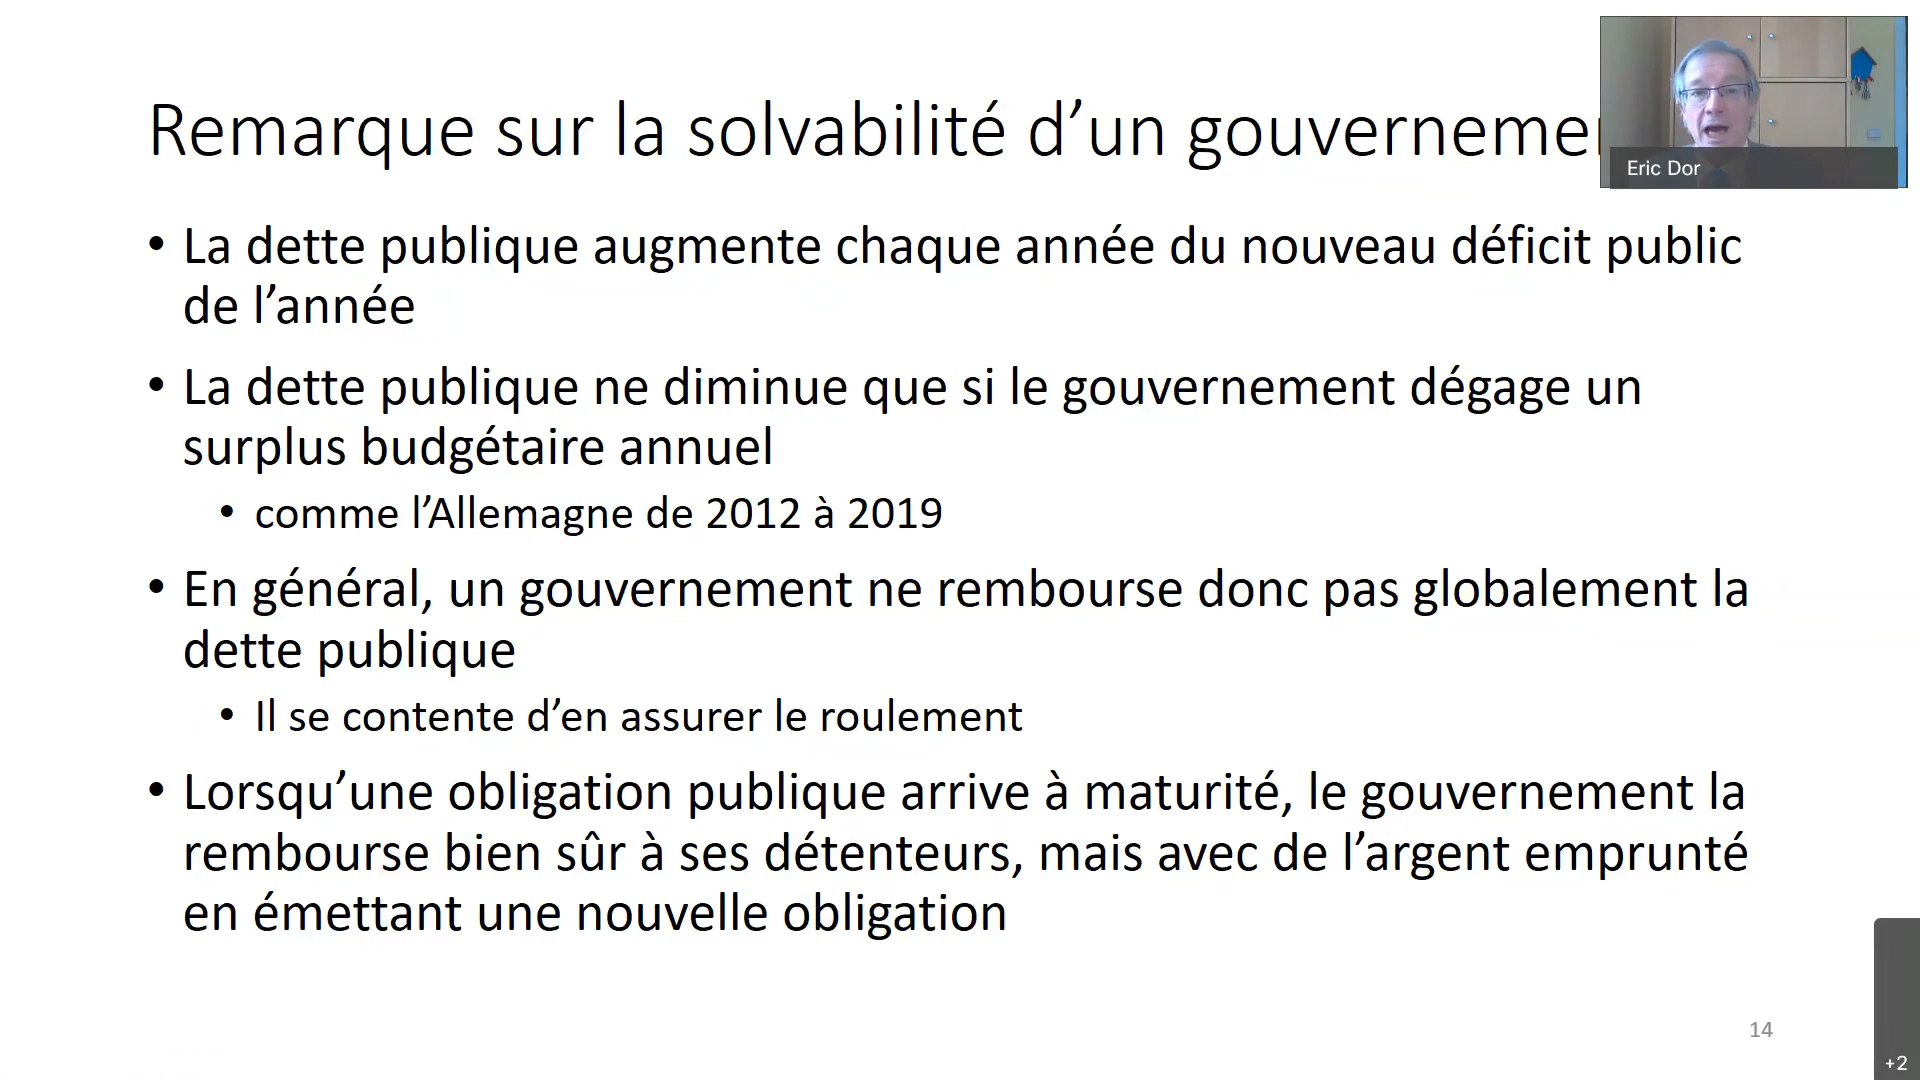 Remarque sur la solvabilité d’un
Eric Dor
• La dette publique augmente chaque année du nouveau déficit public
de l’année
• La dette publique ne diminue que si le gouvernement dégage un
surplus budgétaire annuel
• comme l’Allemagne de 2012 à 2019
• En général, un gouvernement ne rembourse donc pas globalement la
dette publique
• Il se contente d’en assurer le roulement
• Lorsqu’une obligation publique arrive à maturité, le gouvernement la
rembourse bien sûr à ses détenteurs, mais avec de l’argent emprunté
en émettant une nouvelle obligation
14
+2